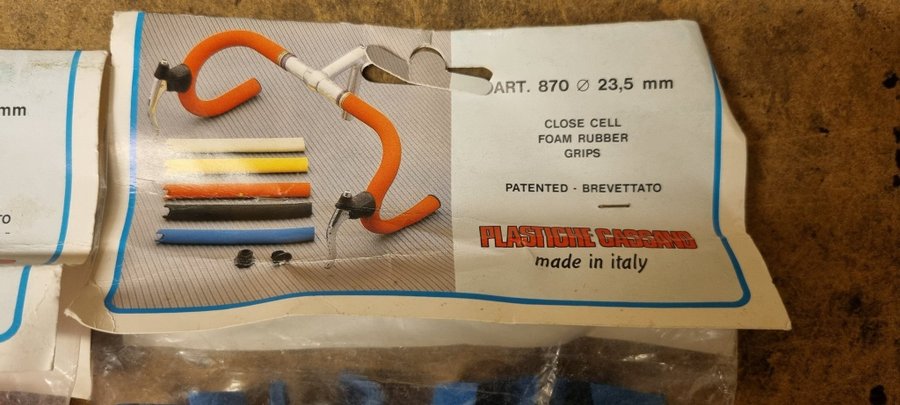 mm
ART. 870 ⌀ 23,5 mm
CLOSE CELL
FOAM RUBBER
GRIPS
PATENTED - BREVETTATO
PLASTICHE CASSANO
made in italy